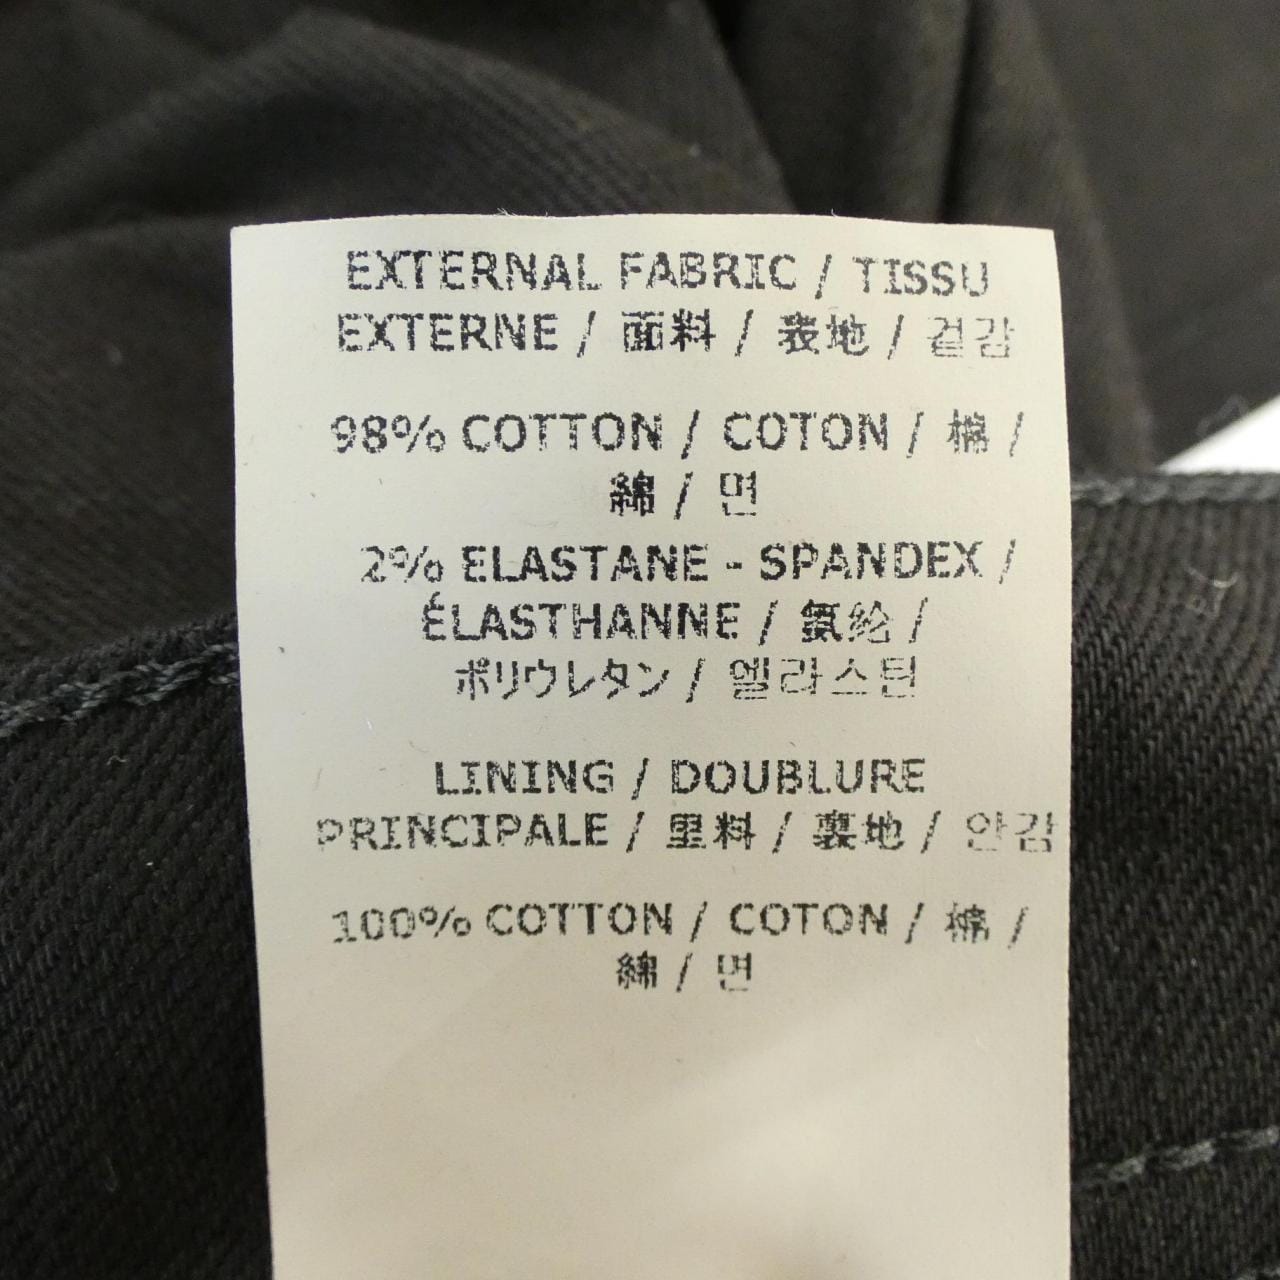 EXTERNAL FABRIC / TISSU
EXTERNE / 面料 / 表地 / 겉감
98% COTTON / COTON / 棉 /
綿 / 면
2% ELASTANE - SPANDEX /
ÉLASTHANNE / 氨纶 /
ポリウレタン / 엘라스틴
LINING / DOUBLURE
PRINCIPALE / 里料 / 裏地 / 안감
100% COTTON / COTON / 棉 /
綿 / 면